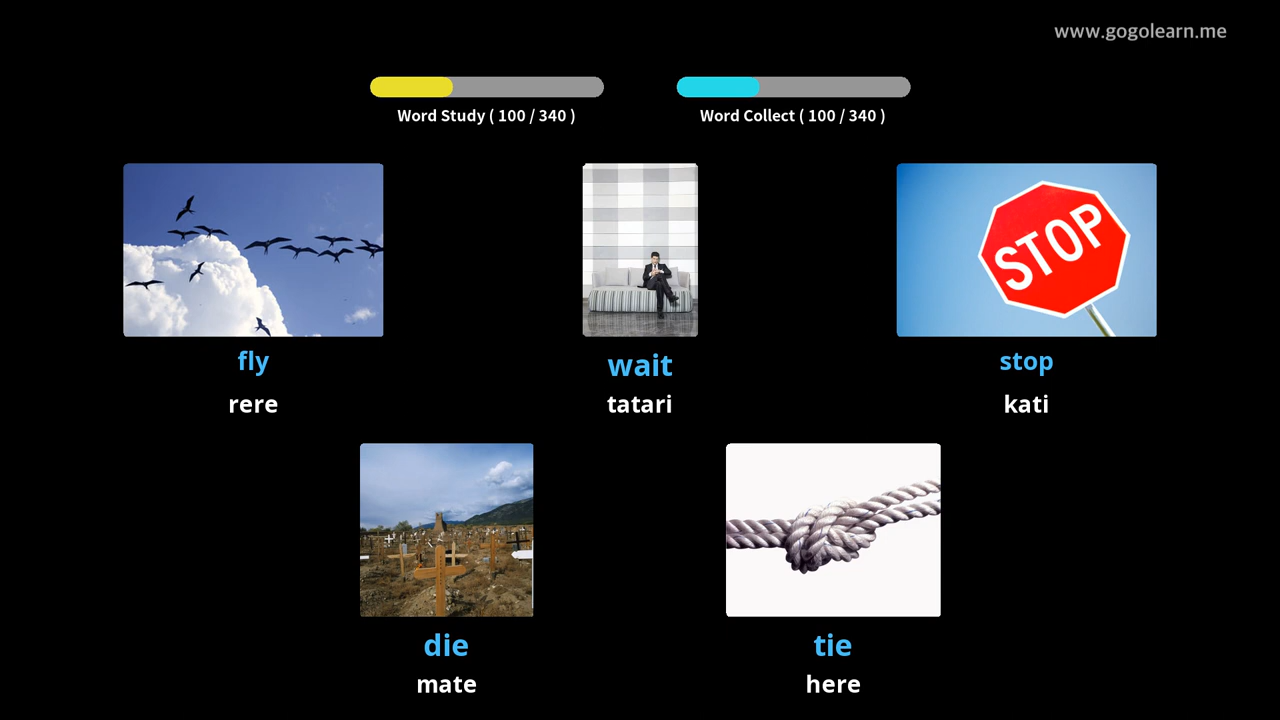 www.gogolearn.me
Word Study ( 100 / 340 )
Word Collect ( 100 / 340 )
STOP
fly
wait
stop
rere
tatari
kati
die
tie
mate
here